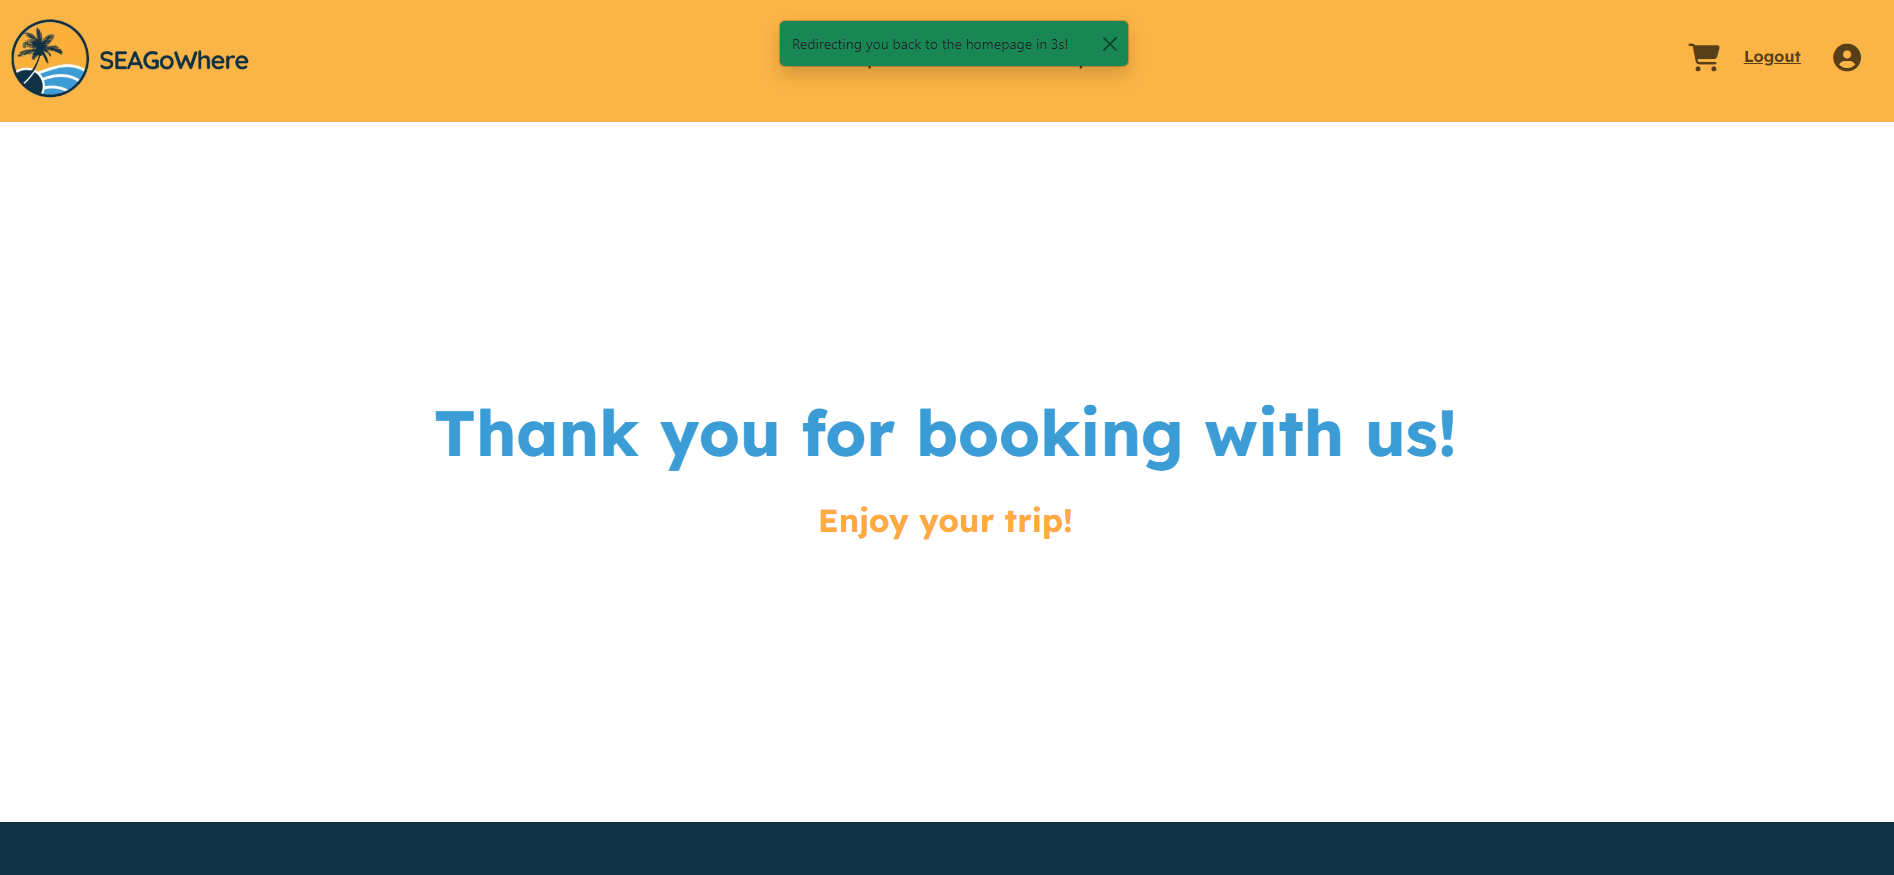 SEAGoWhere
Redirecting you back to the homepage in 3s!
Logout
Thank you for booking with us!
Enjoy your trip!